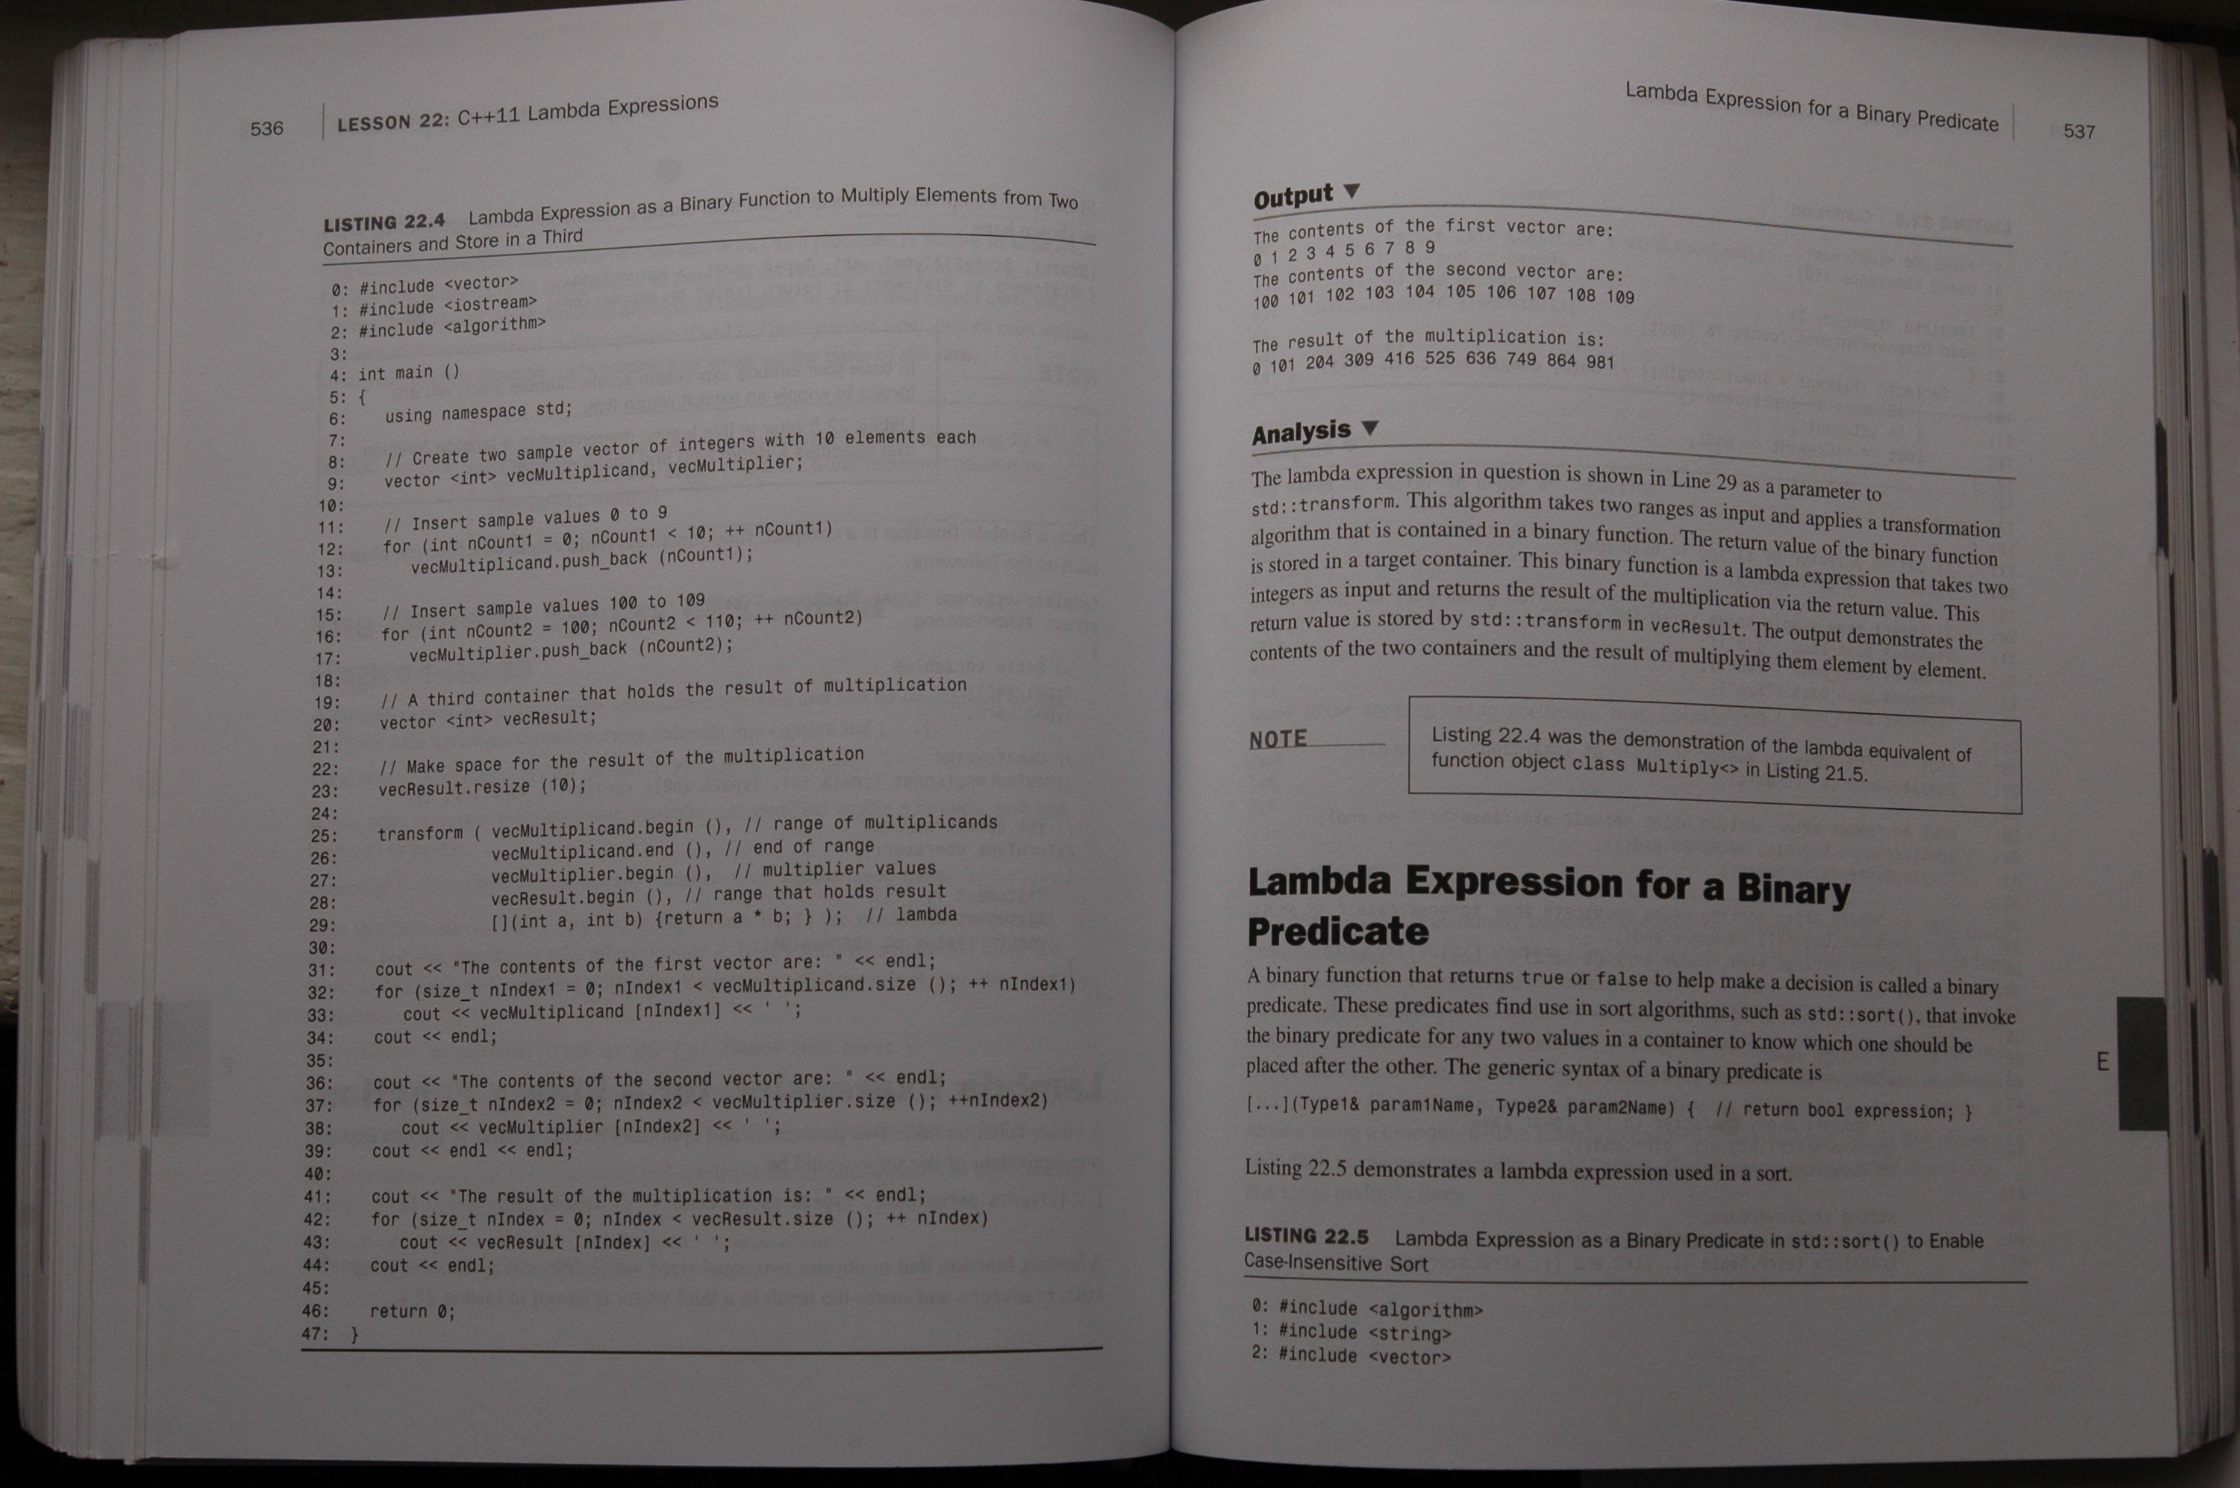 536
LESSON 22: C++11 Lambda Expressions
LISTING 22.4 Lambda Expression as a Binary Function to Multiply Elements from Two
Containers and Store in a Third
0: #include <vector>
1: #include <iostream>
2: #include <algorithm>
3:
4: int main ()
5: {
6: using namespace std;
7:
8: // Create two sample vector of integers with 10 elements each
9: vector <int> vecMultiplicand, vecMultiplier;
10:
11: // Insert sample values 0 to 9
12: for (int nCount1 = 0; nCount1 < 10; ++ nCount1)
13: vecMultiplicand.push_back (nCount1);
14:
15: // Insert sample values 100 to 109
16: for (int nCount2 = 100; nCount2 < 110; ++ nCount2)
17: vecMultiplier.push_back (nCount2);
18:
19: // A third container that holds the result of multiplication
20: vector <int> vecResult;
21:
22: // Make space for the result of the multiplication
23: vecResult.resize (10);
24:
25: transform ( vecMultiplicand.begin (), // range of multiplicands
26: vecMultiplicand.end (), // end of range
27: vecMultiplier.begin (), // multiplier values
28: vecResult.begin (), // range that holds result
29: [](int a, int b) {return a * b; } ); // lambda
30:
31: cout << "The contents of the first vector are: " << endl;
32: for (size_t nIndex1 = 0; nIndex1 < vecMultiplicand.size (); ++ nIndex1)
33: cout << vecMultiplicand [nIndex1] << ' ';
34: cout << endl;
35:
36: cout << "The contents of the second vector are: " << endl;
37: for (size_t nIndex2 = 0; nIndex2 < vecMultiplier.size (); ++nIndex2)
38: cout << vecMultiplier [nIndex2] << ' ';
39: cout << endl << endl;
40:
41: cout << "The result of the multiplication is: " << endl;
42: for (size_t nIndex = 0; nIndex < vecResult.size (); ++ nIndex)
43: cout << vecResult [nIndex] << ' ';
44: cout << endl;
45:
46: return 0;
47: }
Lambda Expression for a Binary Predicate
537
Output ▼
The contents of the first vector are:
0 1 2 3 4 5 6 7 8 9
The contents of the second vector are:
100 101 102 103 104 105 106 107 108 109
The result of the multiplication is:
0 101 204 309 416 525 636 749 864 981
Analysis ▼
The lambda expression in question is shown in Line 29 as a parameter to
std::transform. This algorithm takes two ranges as input and applies a transformation
algorithm that is contained in a binary function. The return value of the binary function
is stored in a target container. This binary function is a lambda expression that takes two
integers as input and returns the result of the multiplication via the return value. This
return value is stored by std::transform in vecResult. The output demonstrates the
contents of the two containers and the result of multiplying them element by element.
NOTE
Listing 22.4 was the demonstration of the lambda equivalent of
function object class Multiply<> in Listing 21.5.
Lambda Expression for a Binary
Predicate
A binary function that returns true or false to help make a decision is called a binary
predicate. These predicates find use in sort algorithms, such as std::sort(), that invoke
the binary predicate for any two values in a container to know which one should be
placed after the other. The generic syntax of a binary predicate is
[...](Type1& param1Name, Type2& param2Name) { // return bool expression; }
E
Listing 22.5 demonstrates a lambda expression used in a sort.
LISTING 22.5 Lambda Expression as a Binary Predicate in std::sort() to Enable
Case-Insensitive Sort
0: #include <algorithm>
1: #include <string>
2: #include <vector>